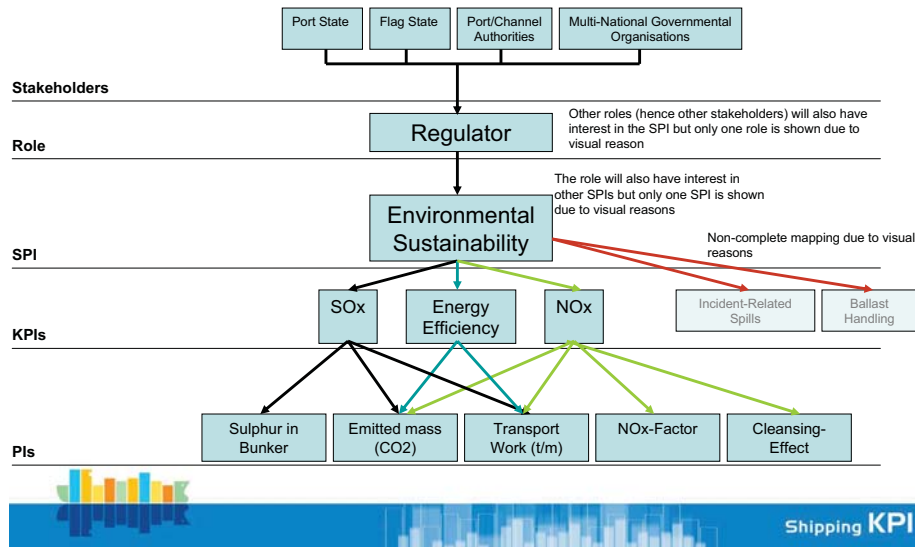 Port State
Flag State
Port/Channel
Authorities
Multi-National Governmental
Organisations
Stakeholders
Regulator
Other roles (hence other stakeholders) will also have
interest in the SPI but only one role is shown due to
visual reason
Role
The role will also have interest in
other SPIs but only one SPI is shown
due to visual reasons
Environmental
Sustainability
Non-complete mapping due to visual
reasons
SPI
SOx
Energy
Efficiency
NOx
Incident-Related
Spills
Ballast
Handling
KPIs
Sulphur in
Bunker
Emitted mass
(CO2)
Transport
Work (t/m)
NOx-Factor
Cleansing-
Effect
PIs
Shipping KPI